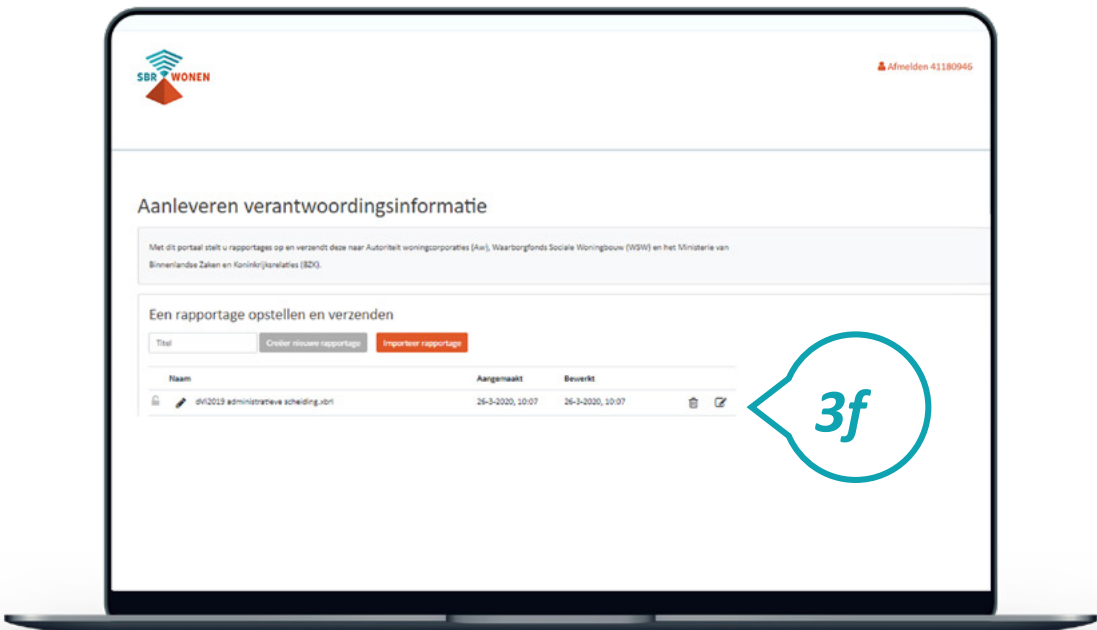 SBR WONEN
Afmelden 41180946
Aanleveren verantwoordingsinformatie
Met dit portaal stelt u rapportages op en verzendt deze naar Autoriteit woningcorporaties (Aw), Waarborgfonds Sociale Woningbouw (WSW) en het Ministerie van
Binnenlandse Zaken en Koninkrijksrelaties (BZK).
Een rapportage opstellen en verzenden
Titel Creëer nieuwe rapportage Importeer rapportage
Naam Aangemaakt Bewerkt
dVi2019 administratieve scheiding.xbrl 26-3-2020, 10:07 26-3-2020, 10:07
3f